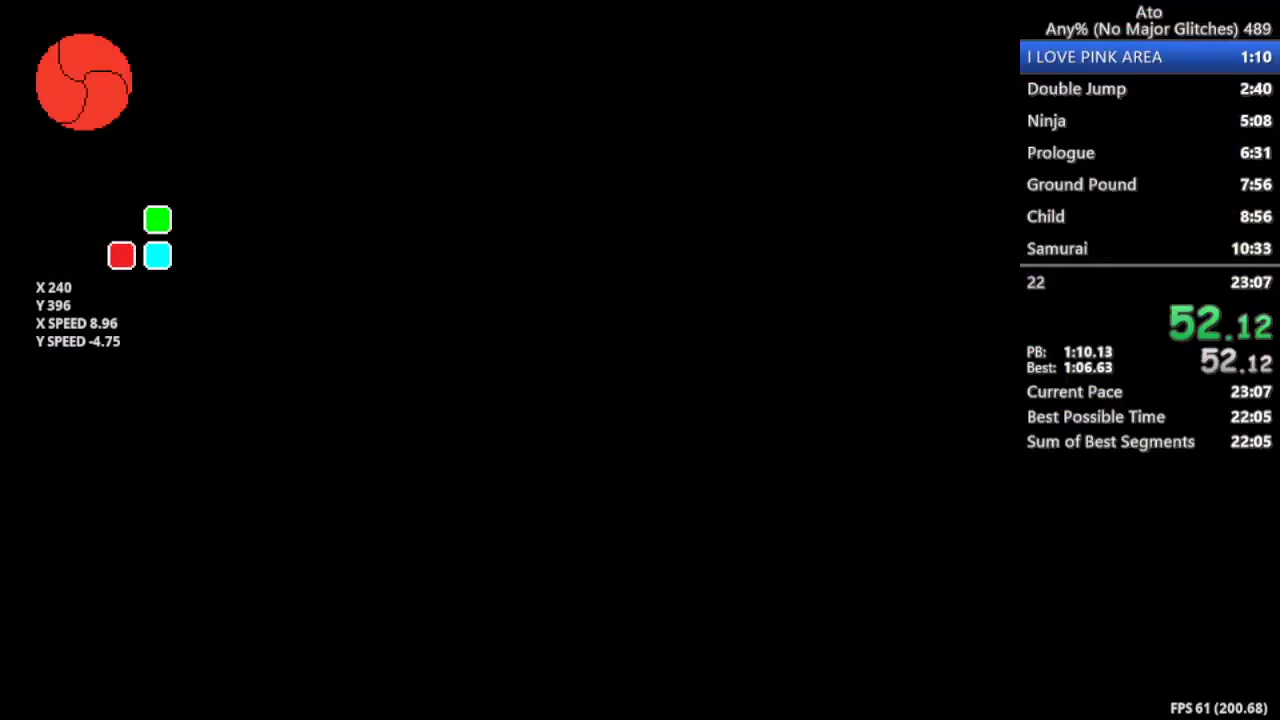 Ato
Any% (No Major Glitches) 489
I LOVE PINK AREA 1:10
Double Jump 2:40
Ninja 5:08
Prologue 6:31
Ground Pound 7:56
Child 8:56
Samurai 10:33
22 23:07
52.12
PB: 1:10.13
Best: 1:06.63
52.12
Current Pace 23:07
Best Possible Time 22:05
Sum of Best Segments 22:05
X 240
Y 396
X SPEED 8.96
Y SPEED -4.75
FPS 61 (200.68)